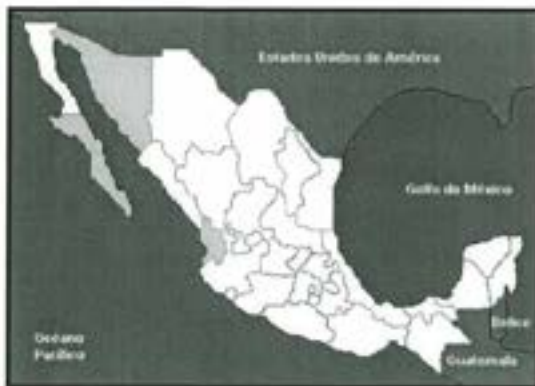 Estados Unidos de América
Golfo de México
Belice
Océano
Pacífico
Guatemala